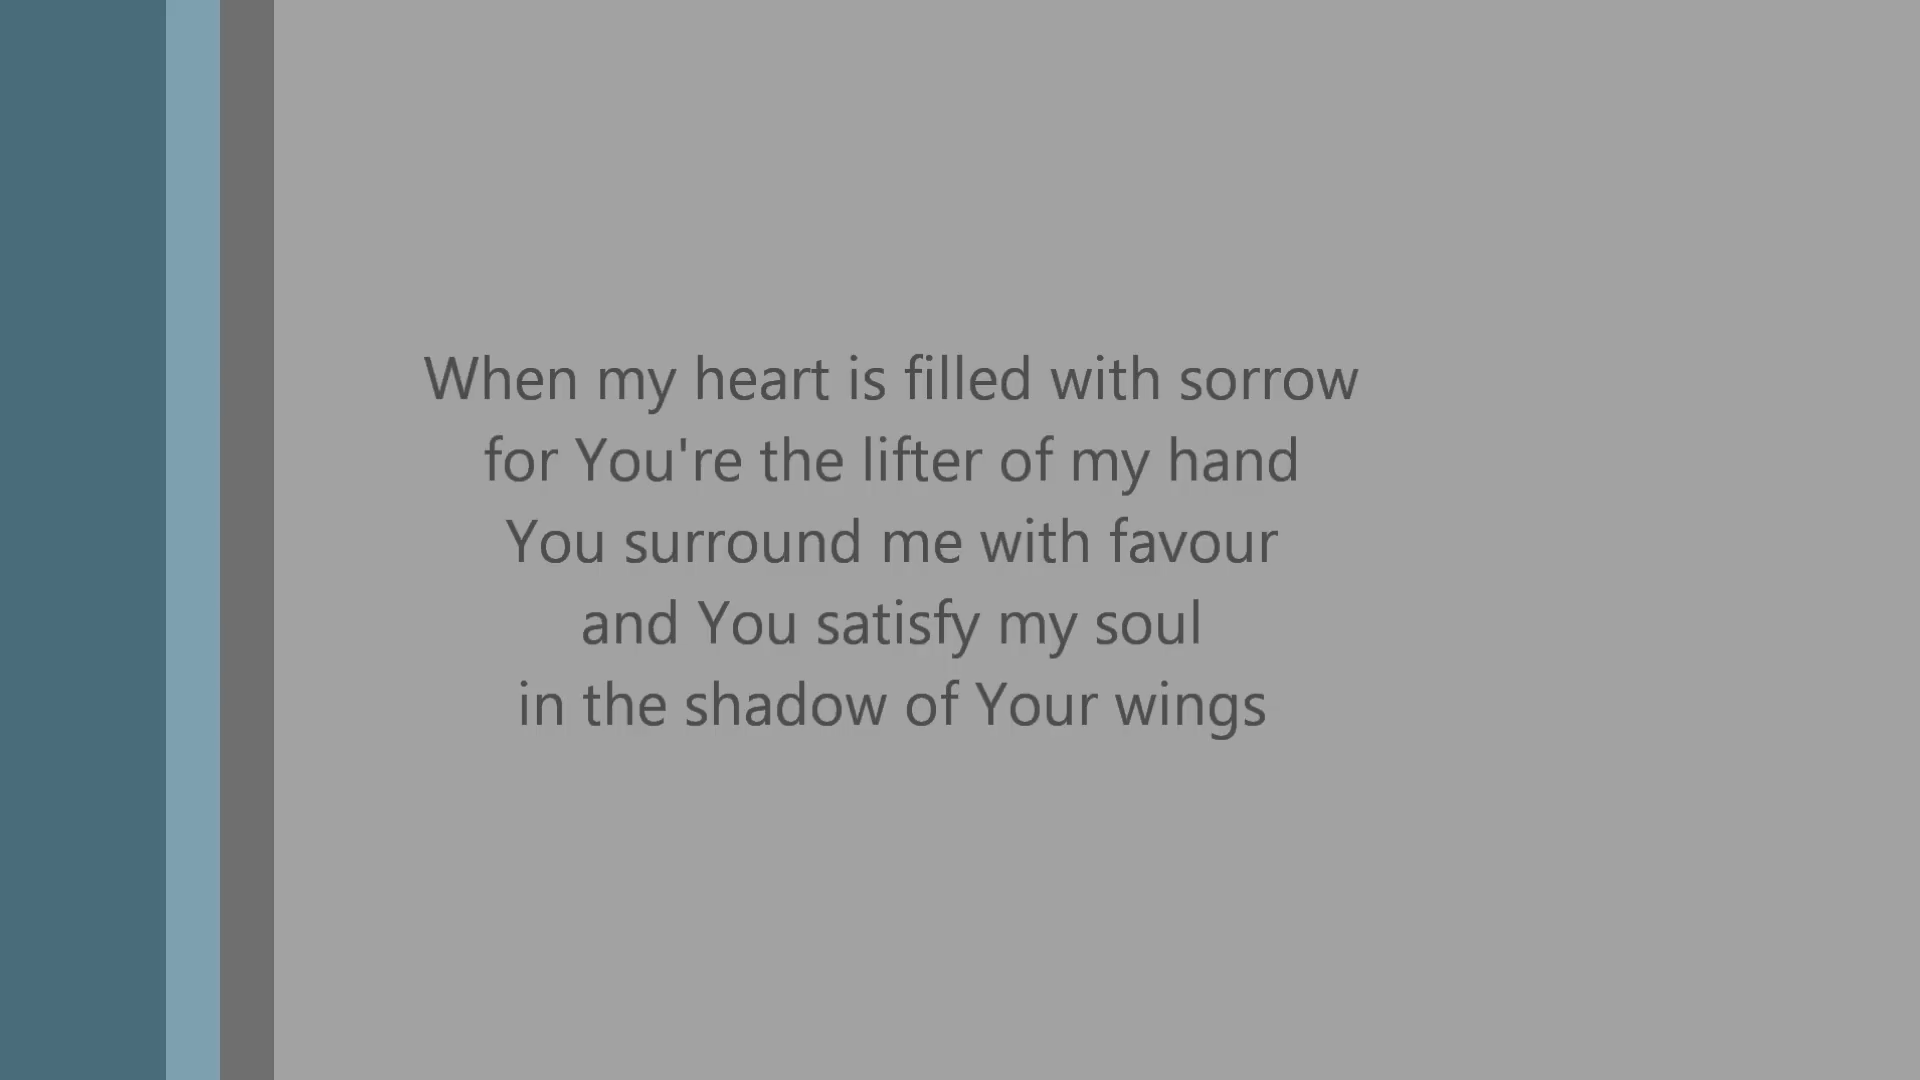 When my heart is filled with sorrow
for You're the lifter of my hand
You surround me with favour
and You satisfy my soul
in the shadow of Your wings